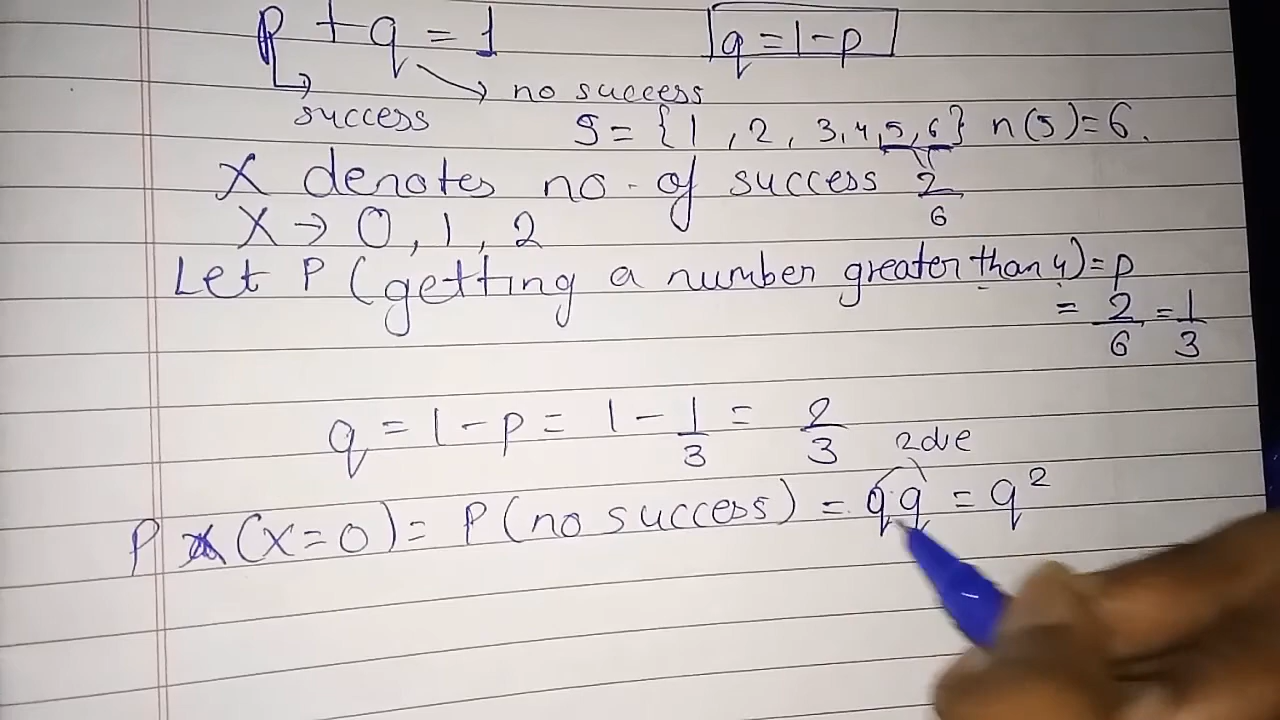 p + q = 1
q = 1 - p
no success
success
S = {1, 2, 3, 4, 5, 6} n(S) = 6.
X denotes no. of success 2/6
X → 0, 1, 2
Let P (getting a number greater than 4) = p
= 2/6 = 1/3
q = 1 - p = 1 - 1/3 = 2/3
2die
P (X = 0) = P (no success) = qq = q²